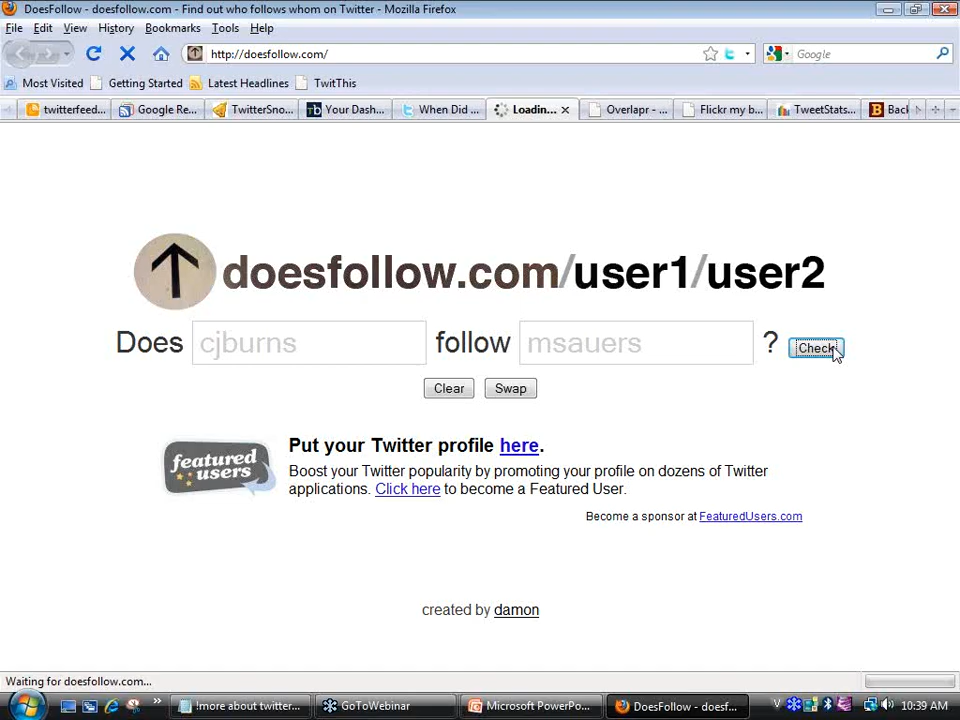 DoesFollow - doesfollow.com - Find out who follows whom on Twitter - Mozilla Firefox
File Edit View History Bookmarks Tools Help
http://doesfollow.com/
Google
Most Visited Getting Started Latest Headlines TwitThis
twitterfeed... Google Re... TwitterSno... Your Dash... When Did ... Loadin... Overlapr - ... Flickr my b... TweetStats... Back
doesfollow.com/user1/user2
Does cjburns follow msauers ? Check
Clear Swap
featured users
Put your Twitter profile here.
Boost your Twitter popularity by promoting your profile on dozens of Twitter
applications. Click here to become a Featured User.
Become a sponsor at FeaturedUsers.com
created by damon
Waiting for doesfollow.com...
!more about twitter... GoToWebinar Microsoft PowerPo... DoesFollow - doesf... 10:39 AM